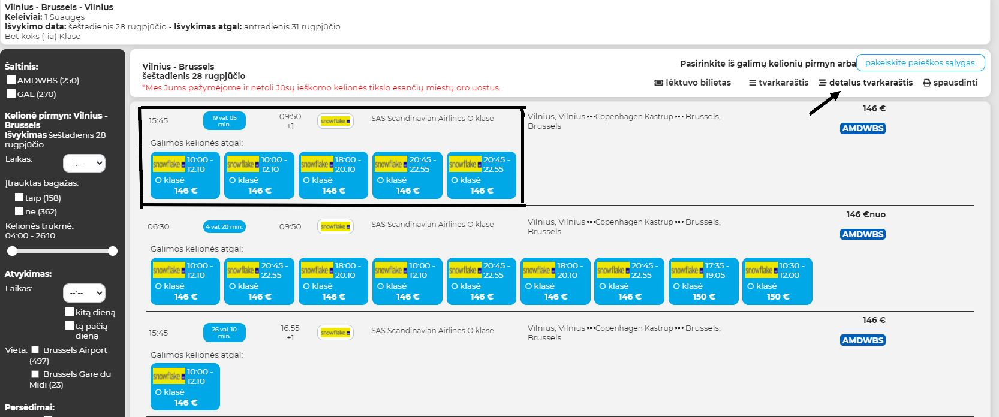 Vilnius - Brussels - Vilnius
Keleiviai: 1 Suaugęs
Išvykimo data: šeštadienis 28 rugpjūčio - Išvykimas atgal: antradienis 31 rugpjūčio
Bet koks (-ia) Klasė
Šaltinis:
AMDWBS (250)
GAL (270)
Kelionė pirmyn: Vilnius -
Brussels
Išvykimas šeštadienis 28
rugpjūčio
Laikas:
--:--
Įtrauktas bagažas:
taip (158)
ne (362)
Kelionės trukmė:
04:00 - 26:10
Atvykimas:
Laikas:
--:--
kitą dieną
tą pačią
dieną
Vieta: Brussels Airport
(497)
Brussels Gare du
Midi (23)
Persėdimai:
Vilnius - Brussels
šeštadienis 28 rugpjūčio
*Mes Jums pažymėjome ir netoli Jūsų ieškomo kelionės tikslo esančių miestų oro uostus.
Pasirinkite iš galimų kelionių pirmyn arba pakeiskite paieškos sąlygas.
lėktuvo bilietas tvarkaraštis detalus tvarkaraštis spausdinti
15:45
19 val. 05
min.
09:50
+1
snowflake
SAS Scandinavian Airlines O klasė
Vilnius, Vilnius ···Copenhagen Kastrup ··· Brussels,
Brussels
146 €
AMDWBS
Galimos kelionės atgal:
snowflake 10:00 -
12:10
O klasė
146 €
snowflake 10:00 -
12:10
O klasė
146 €
snowflake 18:00 -
20:10
O klasė
146 €
snowflake 20:45 -
22:55
O klasė
146 €
snowflake 20:45 -
22:55
O klasė
146 €
06:30
4 val. 20 min.
09:50
snowflake
SAS Scandinavian Airlines O klasė
Vilnius, Vilnius ···Copenhagen Kastrup ··· Brussels,
Brussels
146 €nuo
AMDWBS
Galimos kelionės atgal:
snowflake 10:00 -
12:10
O klasė
146 €
snowflake 20:45 -
22:55
O klasė
146 €
snowflake 18:00 -
20:10
O klasė
146 €
snowflake 10:00 -
12:10
O klasė
146 €
snowflake 20:45 -
22:55
O klasė
146 €
snowflake 18:00 -
20:10
O klasė
146 €
snowflake 20:45 -
22:55
O klasė
146 €
snowflake 17:35 -
19:05
O klasė
150 €
snowflake 10:30 -
12:00
O klasė
150 €
15:45
26 val. 10
min.
16:55
+1
snowflake
SAS Scandinavian Airlines O klasė
Vilnius, Vilnius ···Copenhagen Kastrup ··· Brussels,
Brussels
146 €
AMDWBS
Galimos kelionės atgal:
snowflake 10:00 -
12:10
O klasė
146 €